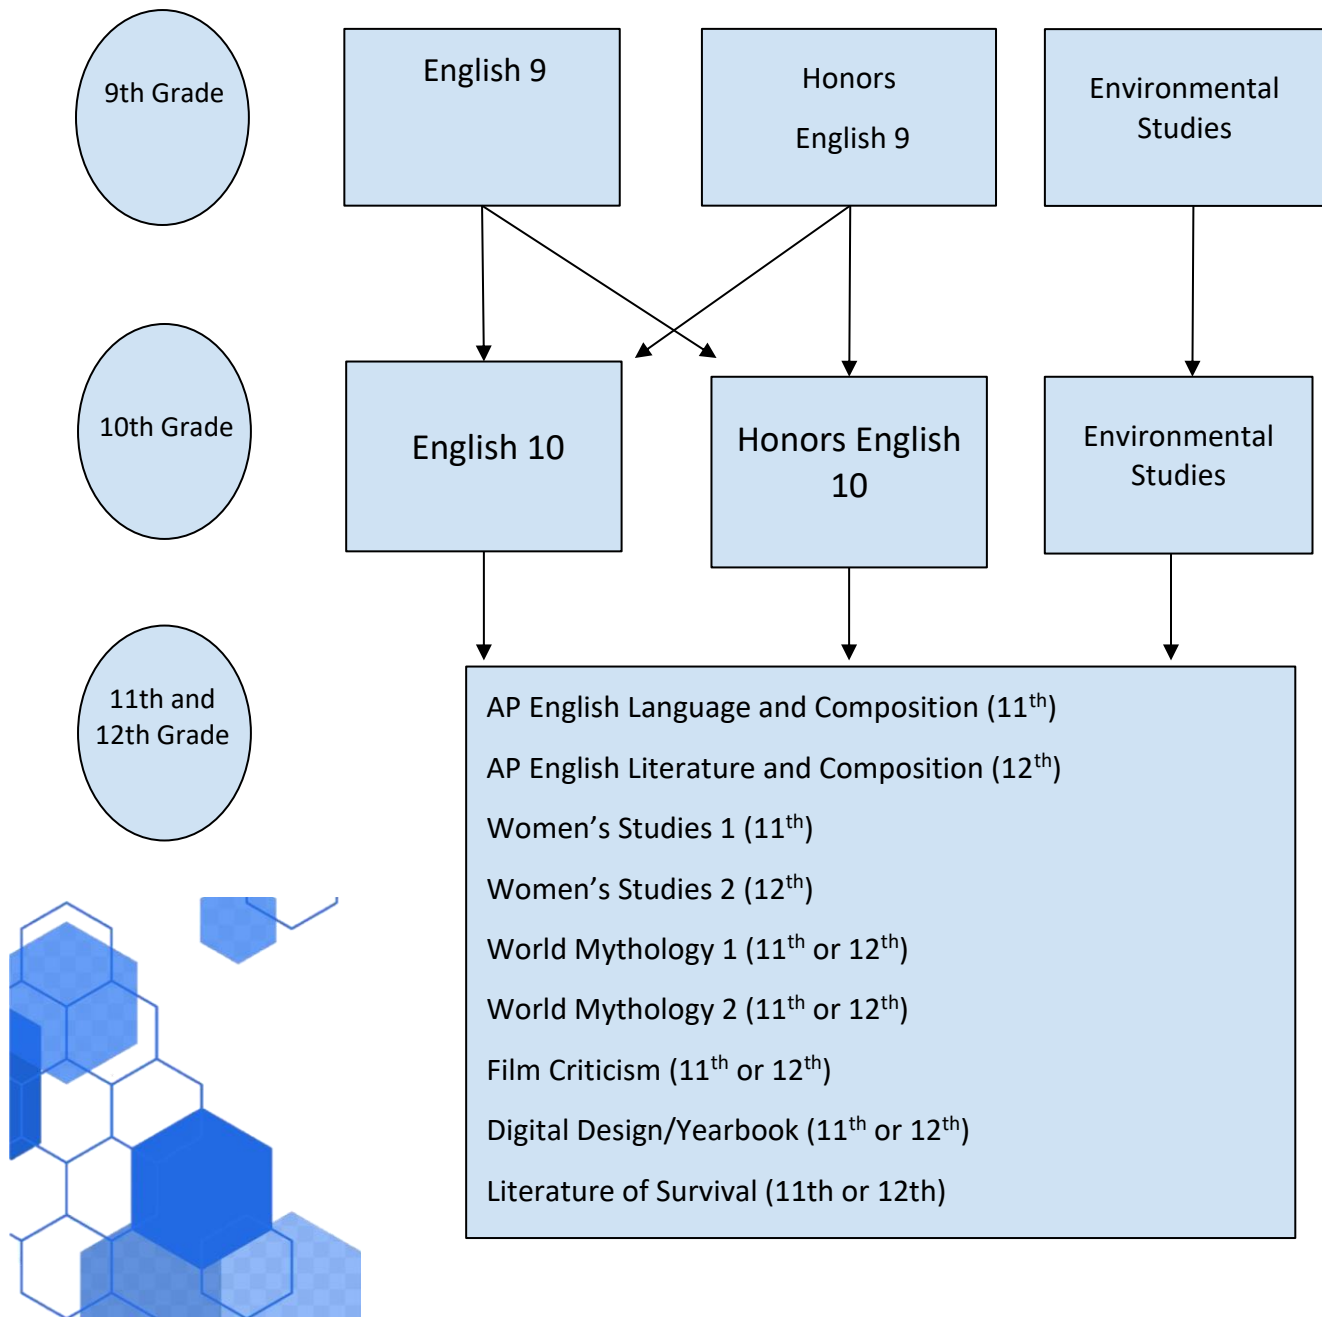 9th Grade
English 9
Honors
English 9
Environmental
Studies
10th Grade
English 10
Honors English
10
Environmental
Studies
11th and
12th Grade
AP English Language and Composition (11th)
AP English Literature and Composition (12th)
Women’s Studies 1 (11th)
Women’s Studies 2 (12th)
World Mythology 1 (11th or 12th)
World Mythology 2 (11th or 12th)
Film Criticism (11th or 12th)
Digital Design/Yearbook (11th or 12th)
Literature of Survival (11th or 12th)